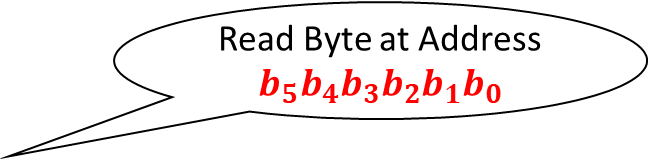 Read Byte at Address
b₅b₄b₃b₂b₁b₀